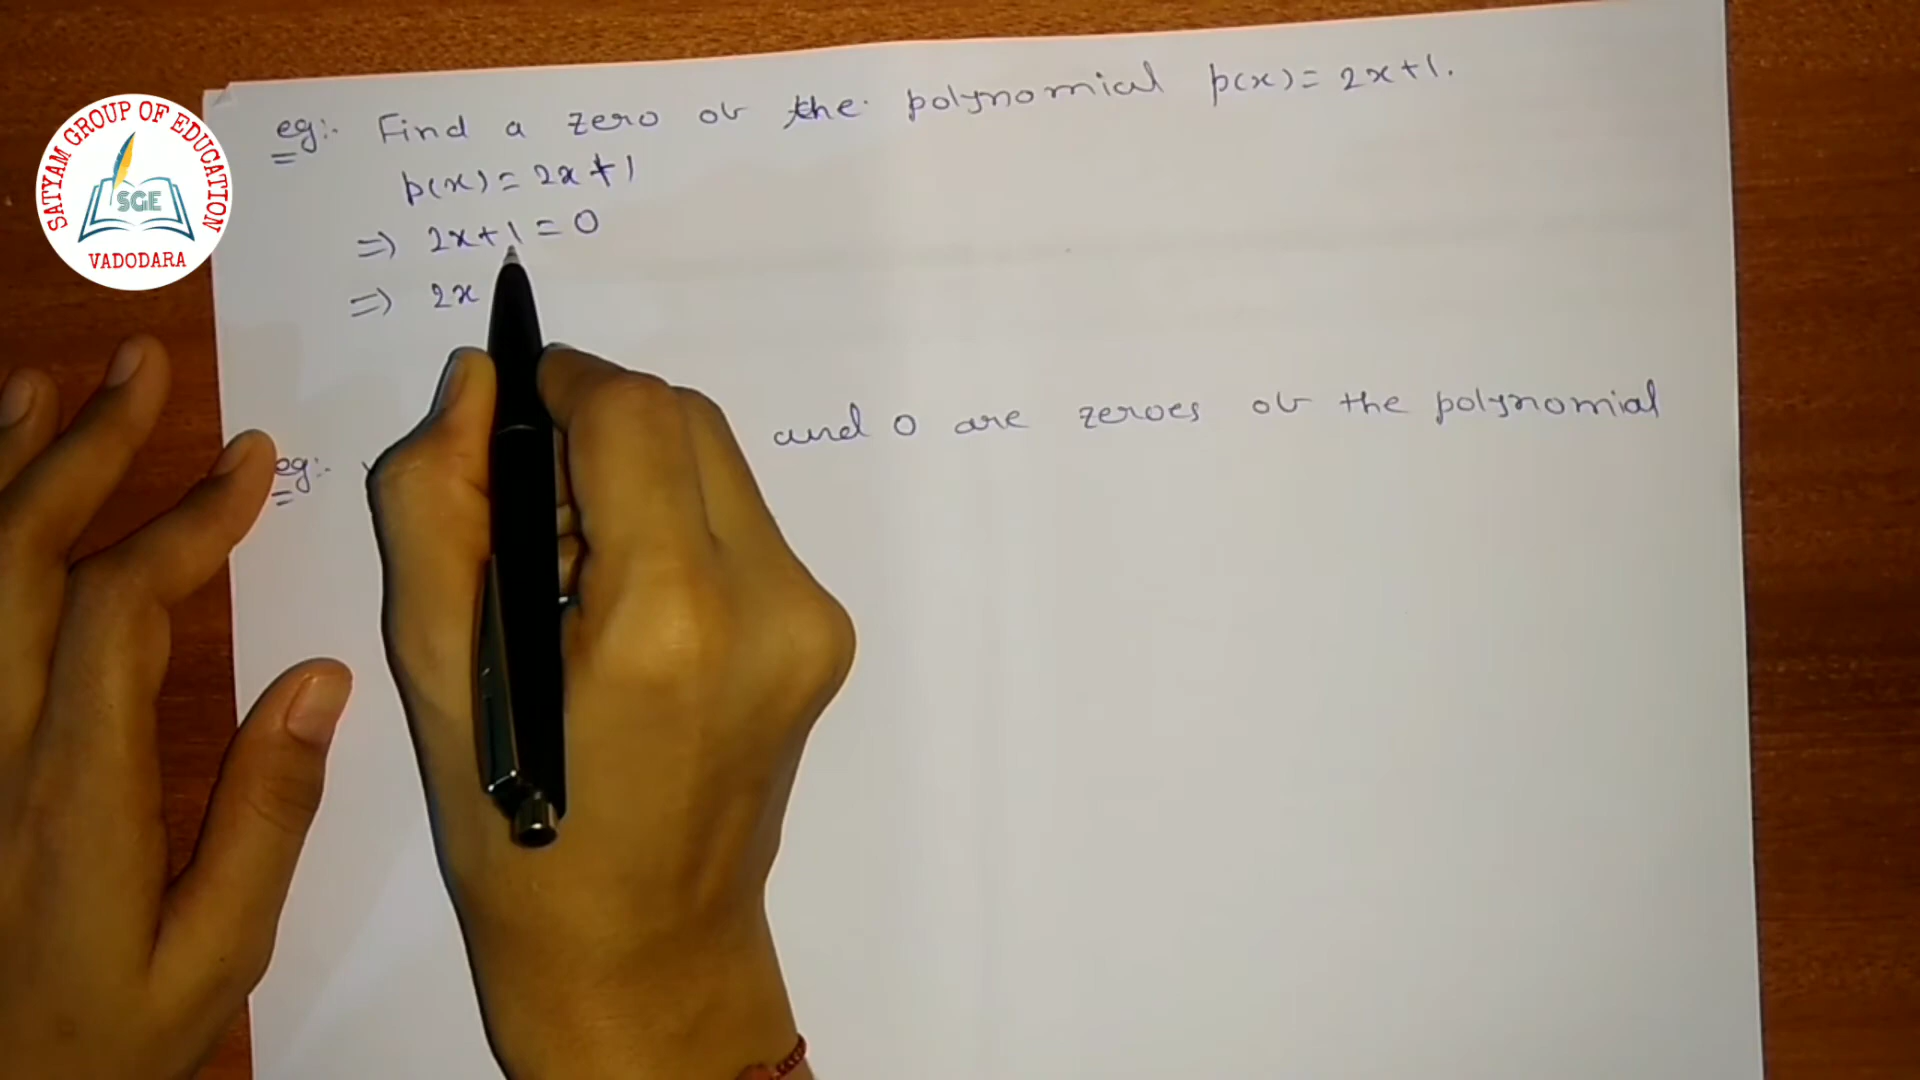 SATYAM GROUP OF EDUCATION
SGE
VADODARA
eg:- Find a zero of the polynomial p(x) = 2x+1.
p(x) = 2x+1
⇒ 2x+1 = 0
⇒ 2x
eg:- and 0 are zeroes of the polynomial